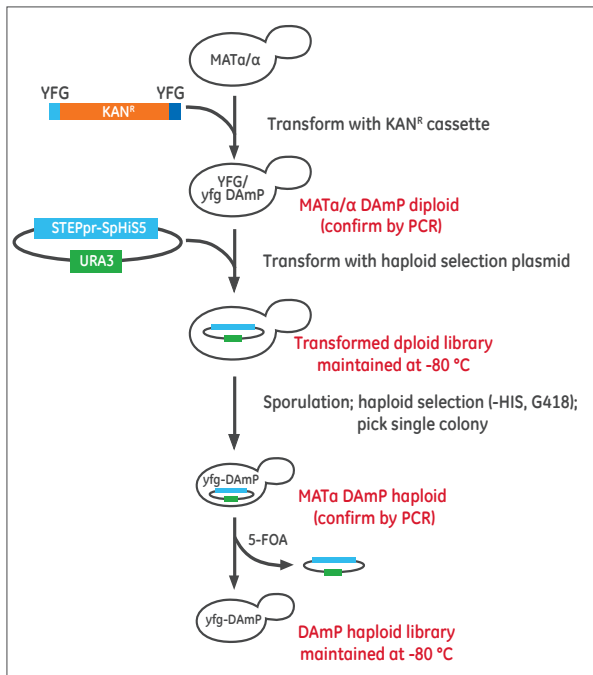 MATa/α
YFG
YFG
KANᴿ
Transform with KANᴿ cassette
YFG/
yfg DAmP
MATa/α DAmP diploid
(confirm by PCR)
STEPpr-SpHiS5
URA3
Transform with haploid selection plasmid
Transformed dploid library
maintained at -80 °C
Sporulation; haploid selection (-HIS, G418);
pick single colony
yfg-DAmP
MATa DAmP haploid
(confirm by PCR)
5-FOA
yfg-DAmP
DAmP haploid library
maintained at -80 °C